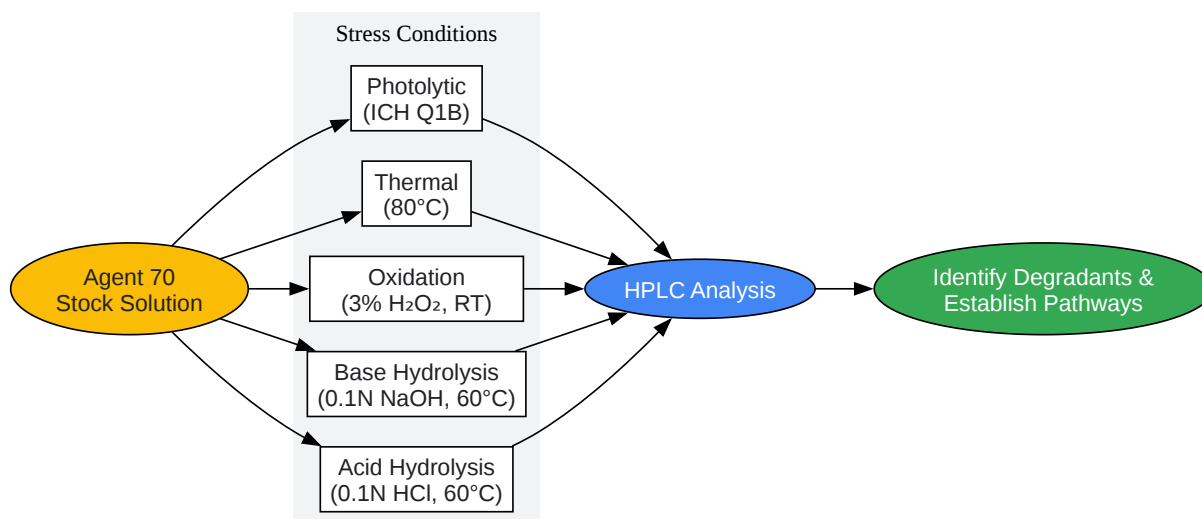 Stress Conditions
Photolytic
(ICH Q1B)
Thermal
(80°C)
Agent 70
Stock Solution
Oxidation
(3% H₂O₂, RT)
HPLC Analysis
Identify Degradants &
Establish Pathways
Base Hydrolysis
(0.1N NaOH, 60°C)
Acid Hydrolysis
(0.1N HCl, 60°C)